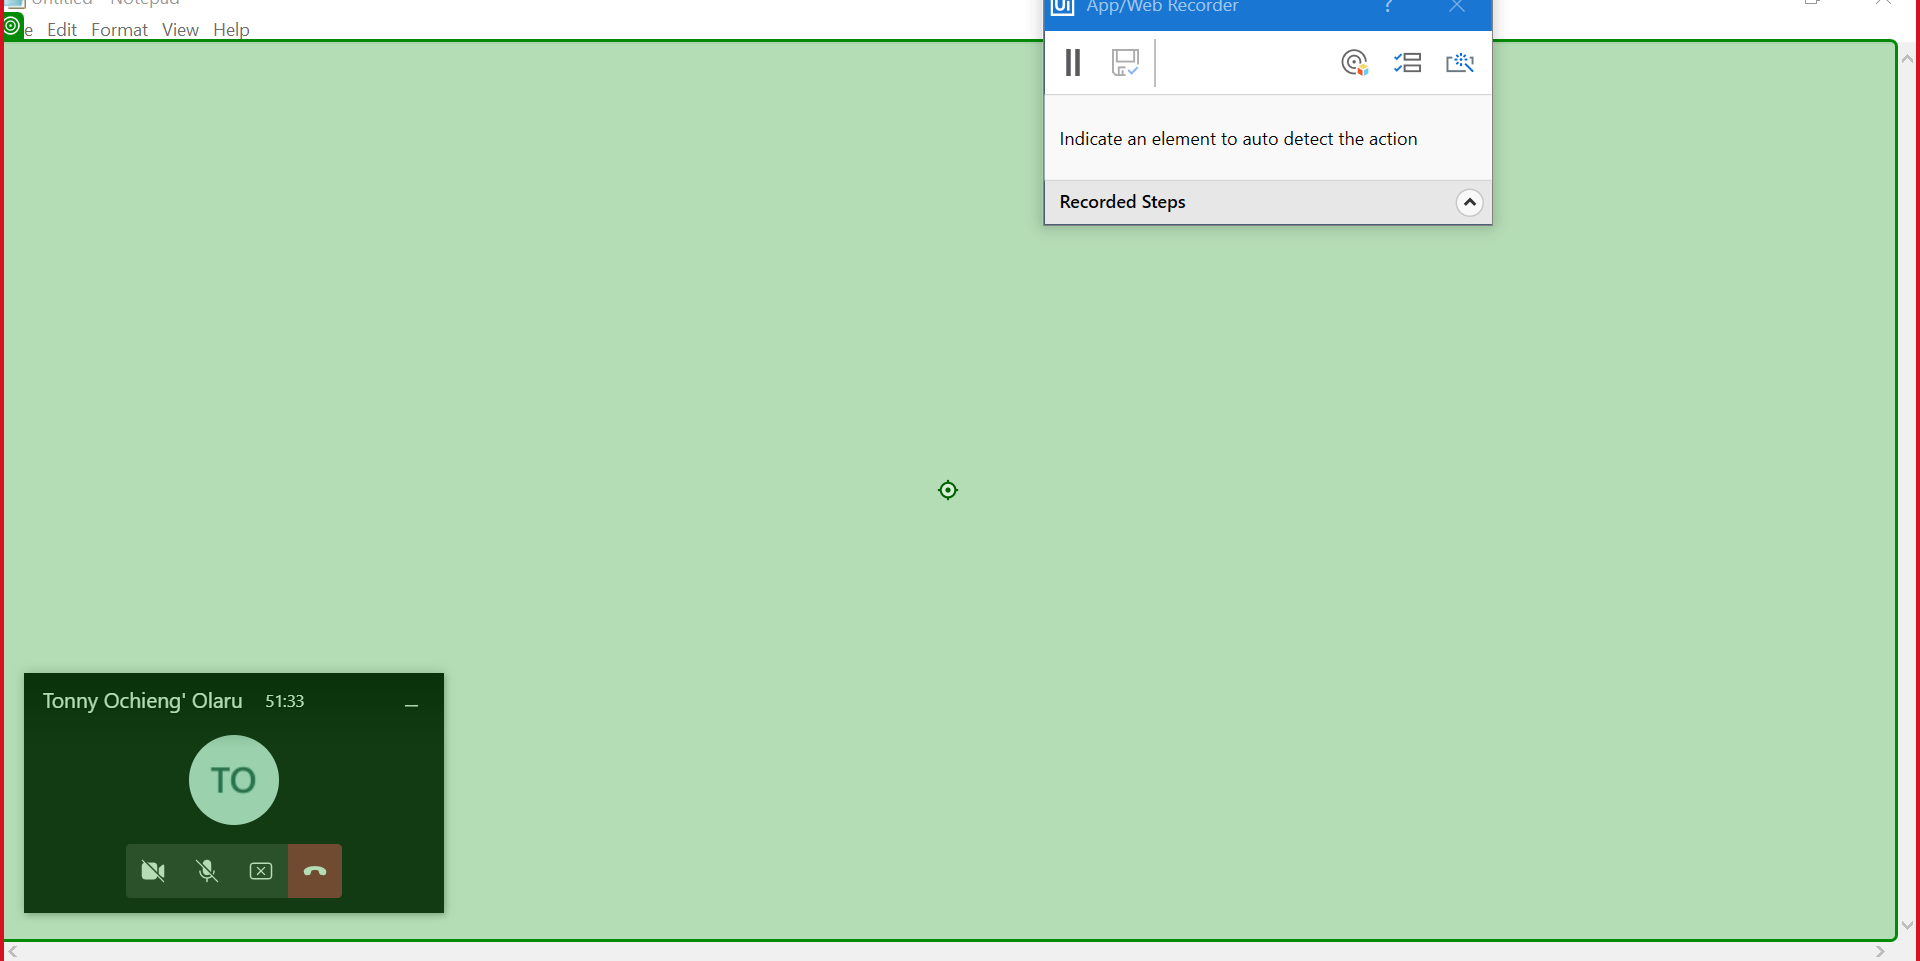 Untitled - Notepad
e Edit Format View Help
Ui App/Web Recorder ?
Indicate an element to auto detect the action
Recorded Steps
Tonny Ochieng' Olaru 51:33
TO